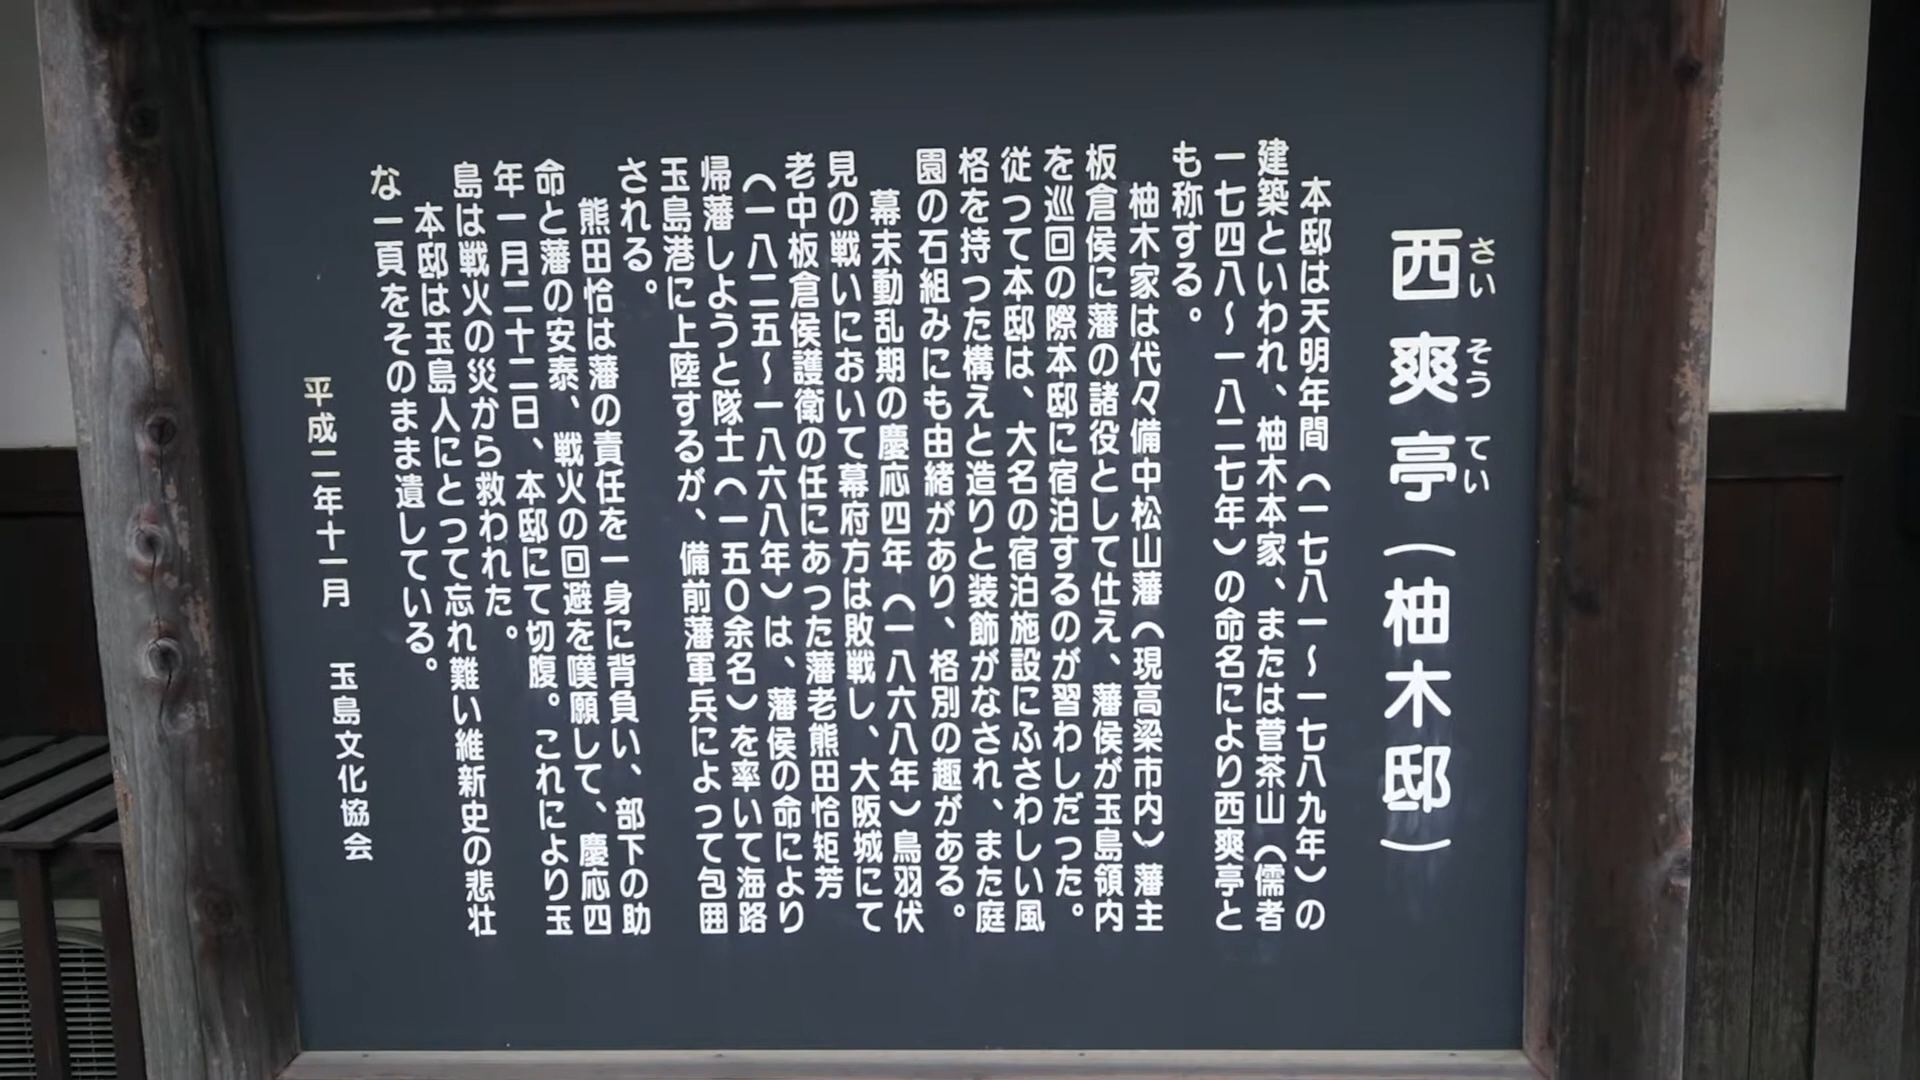 西爽亭（柚木邸）
さい そう てい
本邸は天明年間（一七八一〜一七八九年）の
建築といわれ、柚木本家、または菅茶山（儒者
一七四八〜一八二七年）の命名により西爽亭と
も称する。
柚木家は代々備中松山藩（現高梁市内）藩主
板倉侯に藩の諸役として仕え、藩侯が玉島領内
を巡回の際本邸に宿泊するのが習わしだった。
従って本邸は、大名の宿泊施設にふさわしい風
格を持った構えと造りと装飾がなされ、また庭
園の石組みにも由緒があり、格別の趣がある。
幕末動乱期の慶応四年（一八六八年）鳥羽伏
見の戦いにおいて幕府方は敗戦し、大阪城にて
老中板倉侯護衛の任にあった藩老熊田恰矩芳
（一八二五〜一八六八年）は、藩侯の命により
帰藩しようと隊士（一五〇余名）を率いて海路
玉島港に上陸するが、備前藩軍兵によって包囲
される。
熊田恰は藩の責任を一身に背負い、部下の助
命と藩の安泰、戦火の回避を嘆願して、慶応四
年一月二十二日、本邸にて切腹。これにより玉
島は戦火の災から救われた。
本邸は玉島人にとって忘れ難い維新史の悲壮
な一頁をそのまま遺している。
平成二年十一月 玉島文化協会